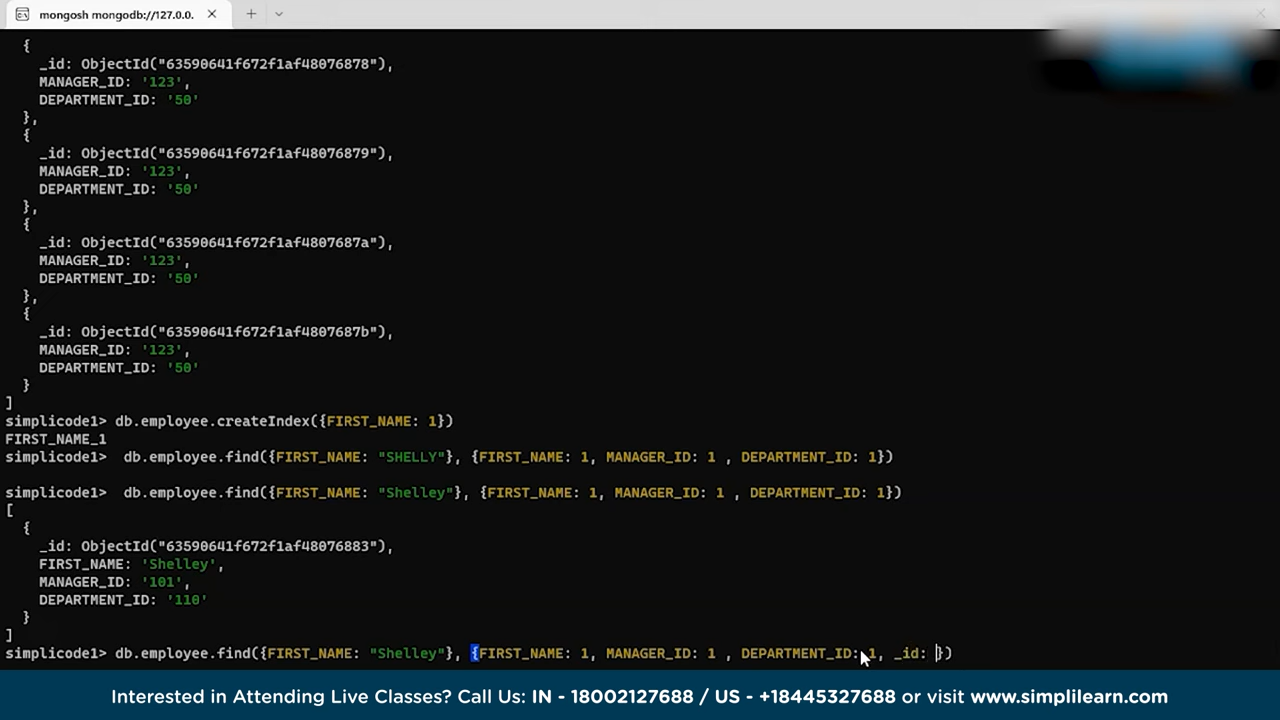 mongosh mongodb://127.0.0.
{
_id: ObjectId("63590641f672f1af48076878"),
MANAGER_ID: '123',
DEPARTMENT_ID: '50'
},
{
_id: ObjectId("63590641f672f1af48076879"),
MANAGER_ID: '123',
DEPARTMENT_ID: '50'
},
{
_id: ObjectId("63590641f672f1af4807687a"),
MANAGER_ID: '123',
DEPARTMENT_ID: '50'
},
{
_id: ObjectId("63590641f672f1af4807687b"),
MANAGER_ID: '123',
DEPARTMENT_ID: '50'
}
]
simplicode1> db.employee.createIndex({FIRST_NAME: 1})
FIRST_NAME_1
simplicode1>  db.employee.find({FIRST_NAME: "SHELLY"}, {FIRST_NAME: 1, MANAGER_ID: 1 , DEPARTMENT_ID: 1})
simplicode1>  db.employee.find({FIRST_NAME: "Shelley"}, {FIRST_NAME: 1, MANAGER_ID: 1 , DEPARTMENT_ID: 1})
[
{
_id: ObjectId("63590641f672f1af48076883"),
FIRST_NAME: 'Shelley',
MANAGER_ID: '101',
DEPARTMENT_ID: '110'
}
]
simplicode1> db.employee.find({FIRST_NAME: "Shelley"}, {FIRST_NAME: 1, MANAGER_ID: 1 , DEPARTMENT_ID: 1, _id: })
Interested in Attending Live Classes? Call Us: IN - 18002127688 / US - +18445327688 or visit www.simplilearn.com